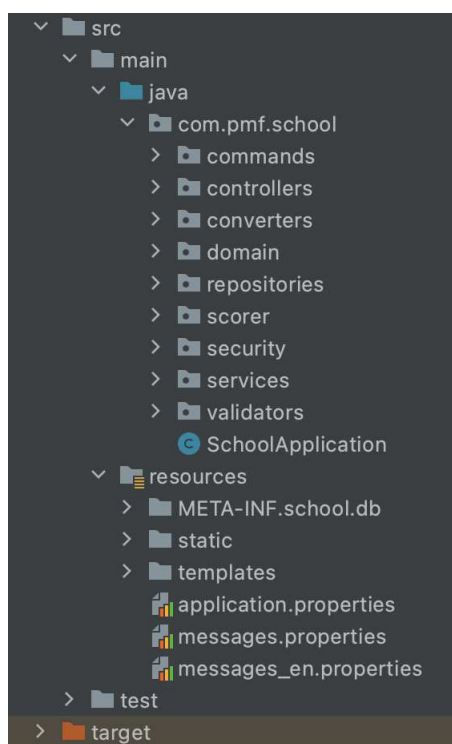 src
main
java
com.pmf.school
commands
controllers
converters
domain
repositories
scorer
security
services
validators
C SchoolApplication
resources
META-INF.school.db
static
templates
application.properties
messages.properties
messages_en.properties
test
target